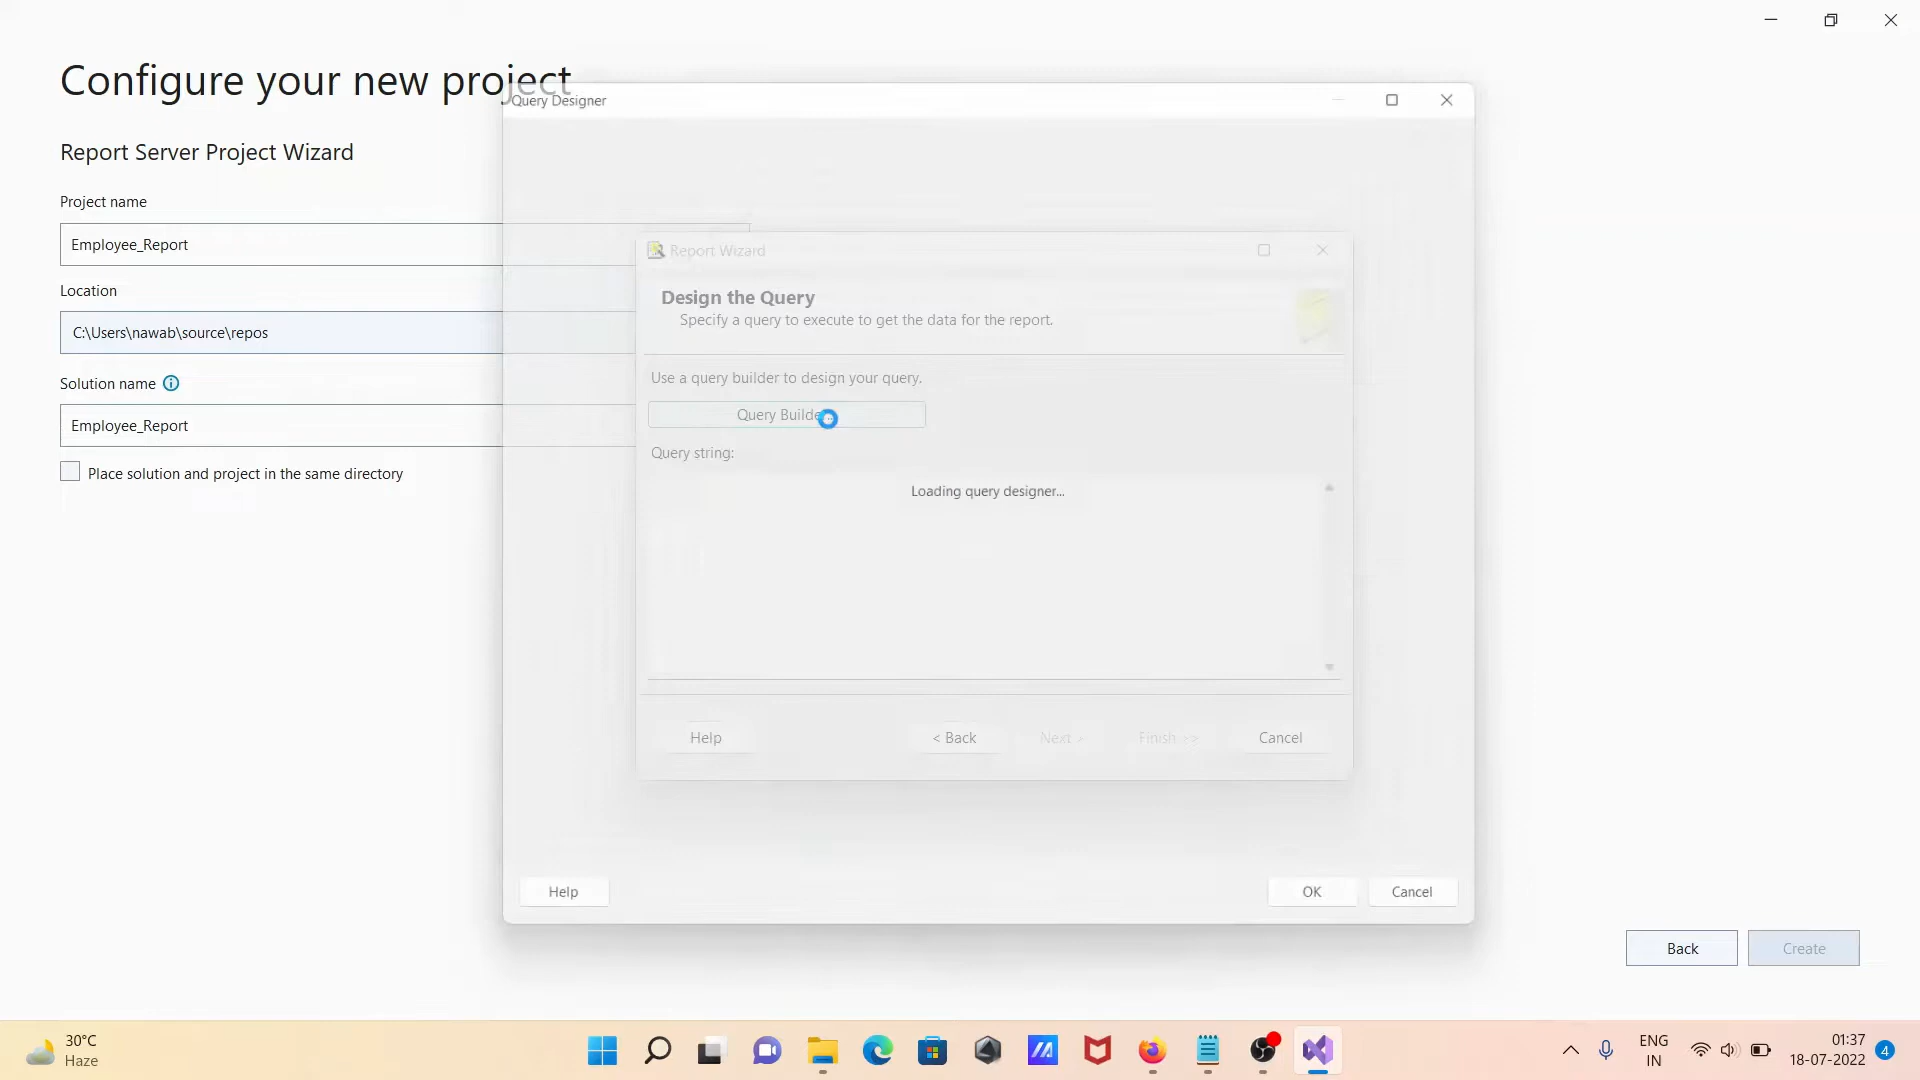 Configure your new project
Query Designer
Report Server Project Wizard
Project name
Employee_Report
Report Wizard
Location
Design the Query
Specify a query to execute to get the data for the report.
C:\Users\nawab\source\repos
Solution name
Use a query builder to design your query.
Employee_Report
Query Builde
Query string:
Place solution and project in the same directory
Loading query designer...
Help
< Back
Next >
Finish >>
Cancel
Help
OK
Cancel
Back
Create
30°C
Haze
ENG
IN
01:37
18-07-2022
4